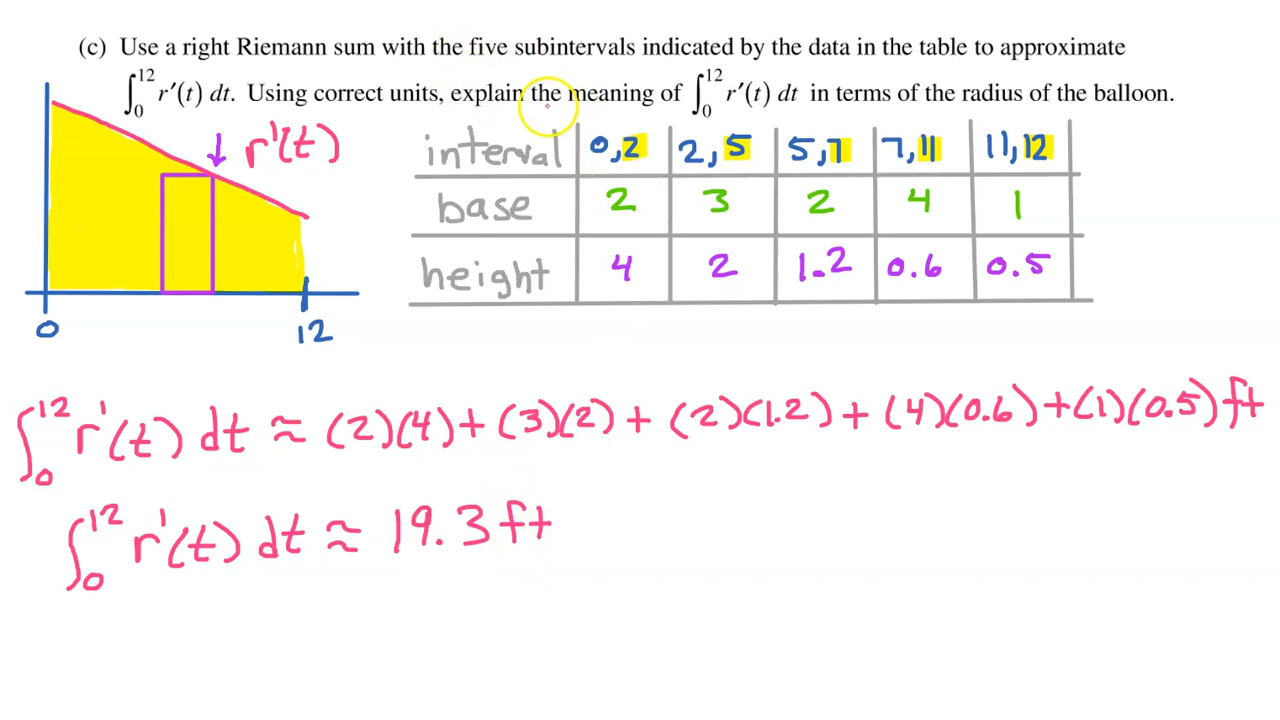 (c) Use a right Riemann sum with the five subintervals indicated by the data in the table to approximate
∫₀¹² r′(t) dt. Using correct units, explain the meaning of ∫₀¹² r′(t) dt in terms of the radius of the balloon.
r'(t)
interval 0,2 2,5 5,7 7,11 11,12
base 2 3 2 4 1
height 4 2 1.2 0.6 0.5
0 12
∫₀¹² r'(t) dt ≈ (2)(4) + (3)(2) + (2)(1.2) + (4)(0.6) + (1)(0.5) ft
∫₀¹² r'(t) dt ≈ 19.3 ft